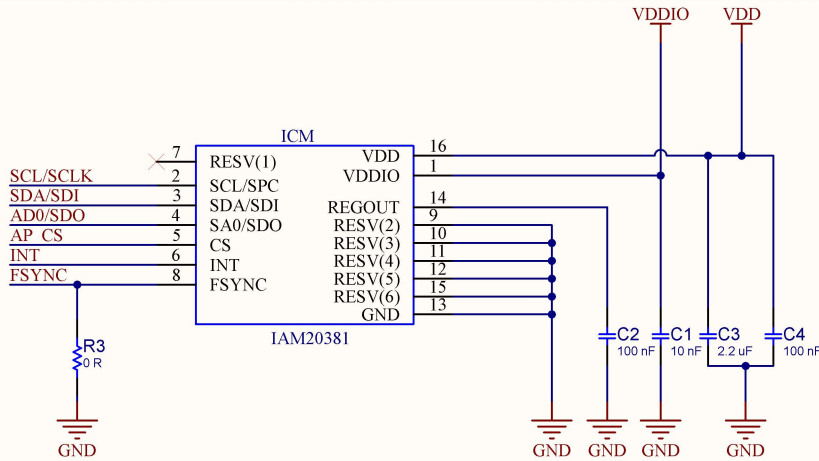 VDDIO VDD
ICM
7 RESV(1)
SCL/SCLK 2 SCL/SPC
SDA/SDI 3 SDA/SDI
AD0/SDO 4 SA0/SDO
AP_CS 5 CS
INT 6 INT
FSYNC 8 FSYNC
VDD 16
VDDIO 1
REGOUT 14
RESV(2) 9
RESV(3) 10
RESV(4) 11
RESV(5) 12
RESV(6) 15
GND 13
IAM20381
R3
0 R
C2
100 nF
C1
10 nF
C3
2.2 uF
C4
100 nF
GND GND GND GND GND